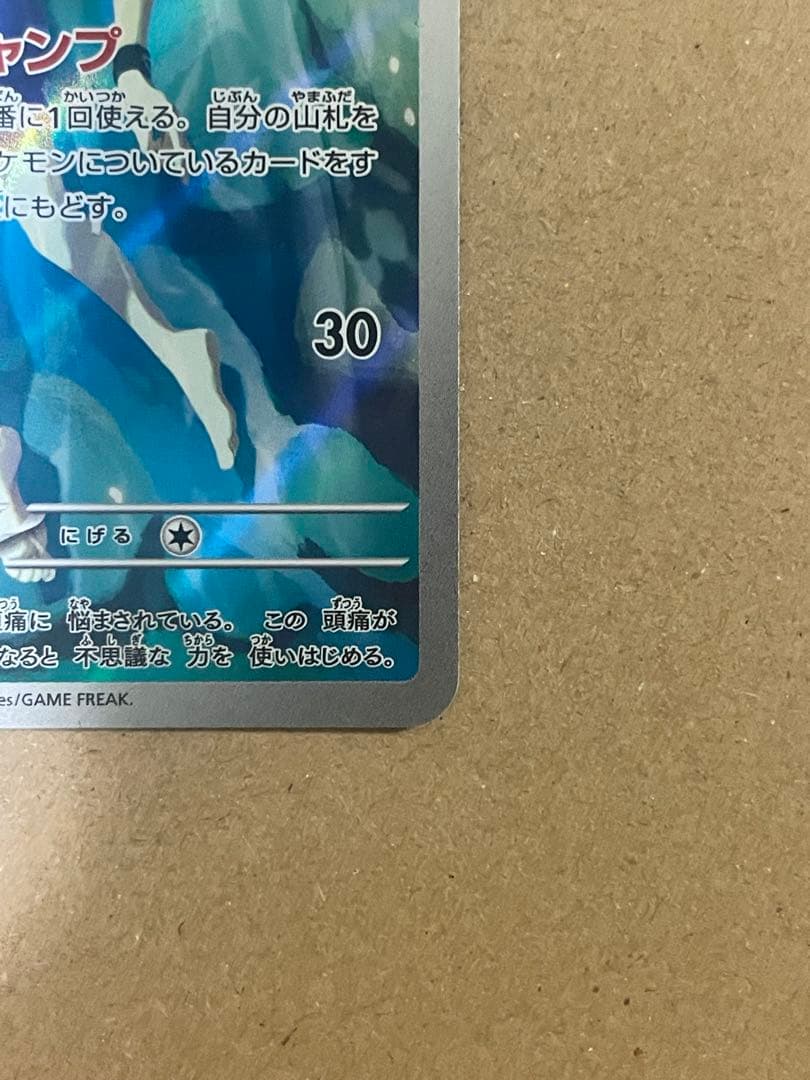 ャンプ
番に1回使える。自分の山札を
ケモンについているカードをす
にもどす。
30
にげる
頭痛に 悩まされている。 この 頭痛が
なると 不思議な 力を 使いはじめる。
es/GAME FREAK.